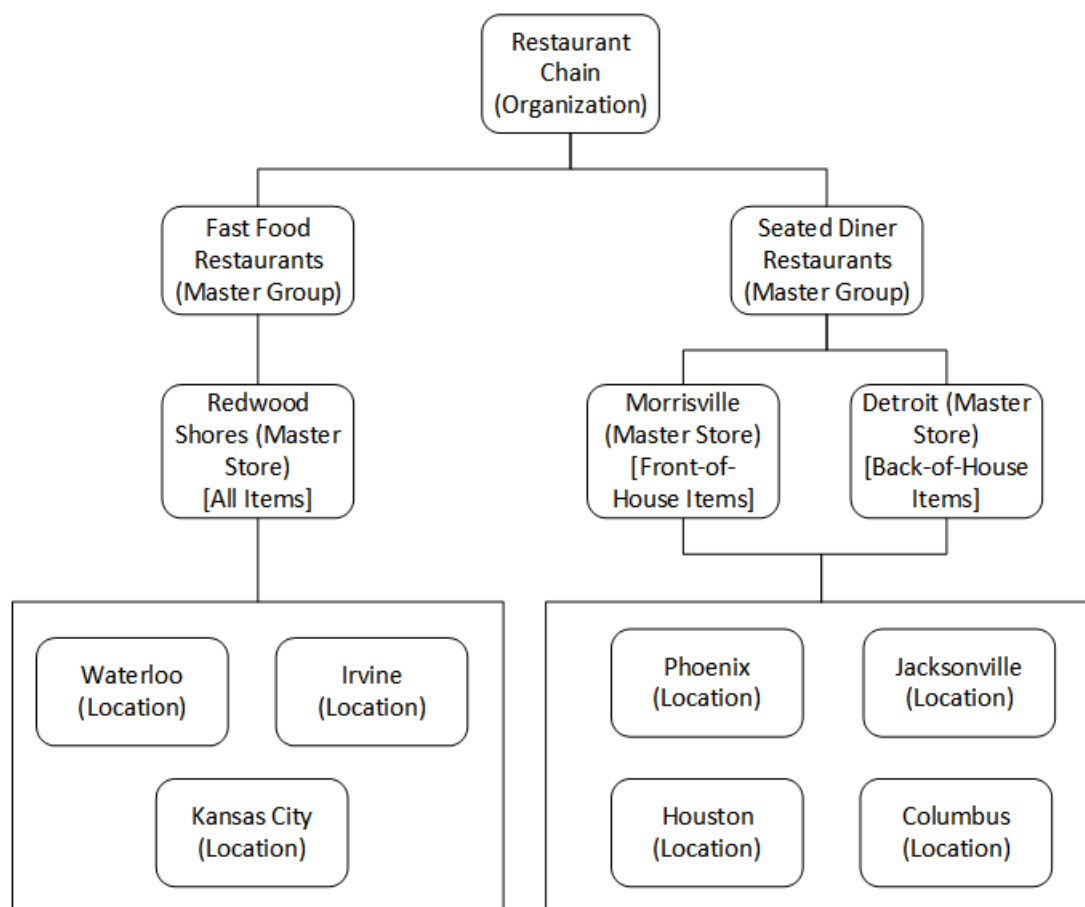 Restaurant
Chain
(Organization)
Fast Food
Restaurants
(Master Group)
Seated Diner
Restaurants
(Master Group)
Redwood
Shores (Master
Store)
[All Items]
Morrisville
(Master Store)
[Front-of-
House Items]
Detroit (Master
Store)
[Back-of-House
Items]
Waterloo
(Location)
Irvine
(Location)
Kansas City
(Location)
Phoenix
(Location)
Jacksonville
(Location)
Houston
(Location)
Columbus
(Location)